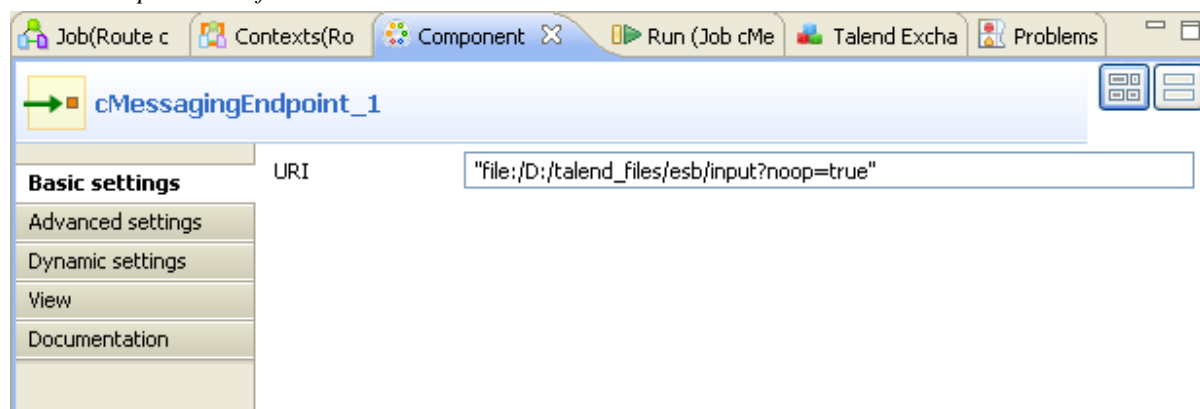 Job(Route c Contexts(Ro Component Run (Job cMe Talend Excha Problems
cMessagingEndpoint_1
URI "file:/D:/talend_files/esb/input?noop=true"
Basic settings
Advanced settings
Dynamic settings
View
Documentation